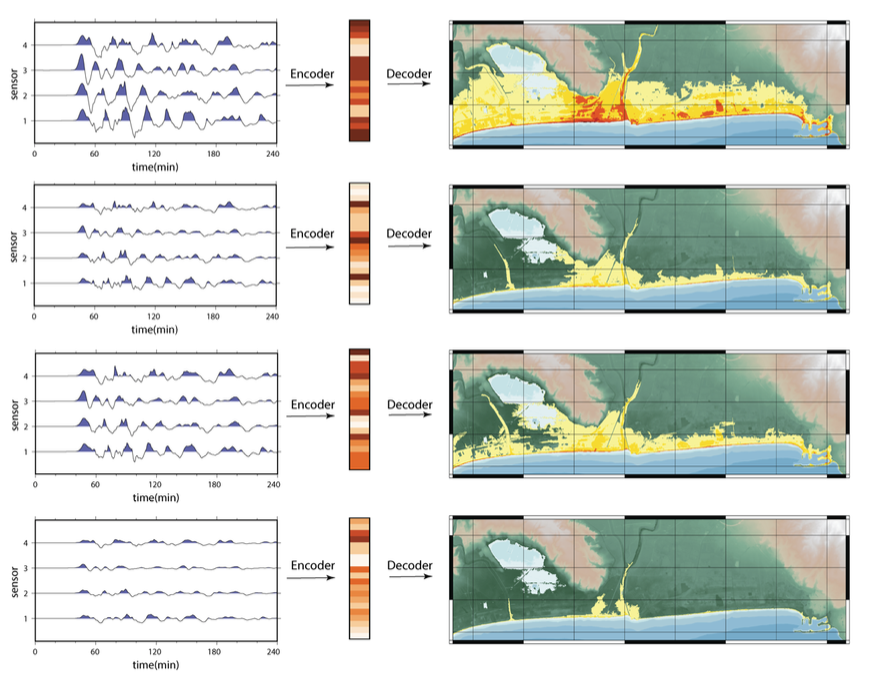 sensor
4
3
2
1
0 60 120 180 240
time(min)
Encoder
Decoder
sensor
4
3
2
1
0 60 120 180 240
time(min)
Encoder
Decoder
sensor
4
3
2
1
0 60 120 180 240
time(min)
Encoder
Decoder
sensor
4
3
2
1
0 60 120 180 240
time(min)
Encoder
Decoder